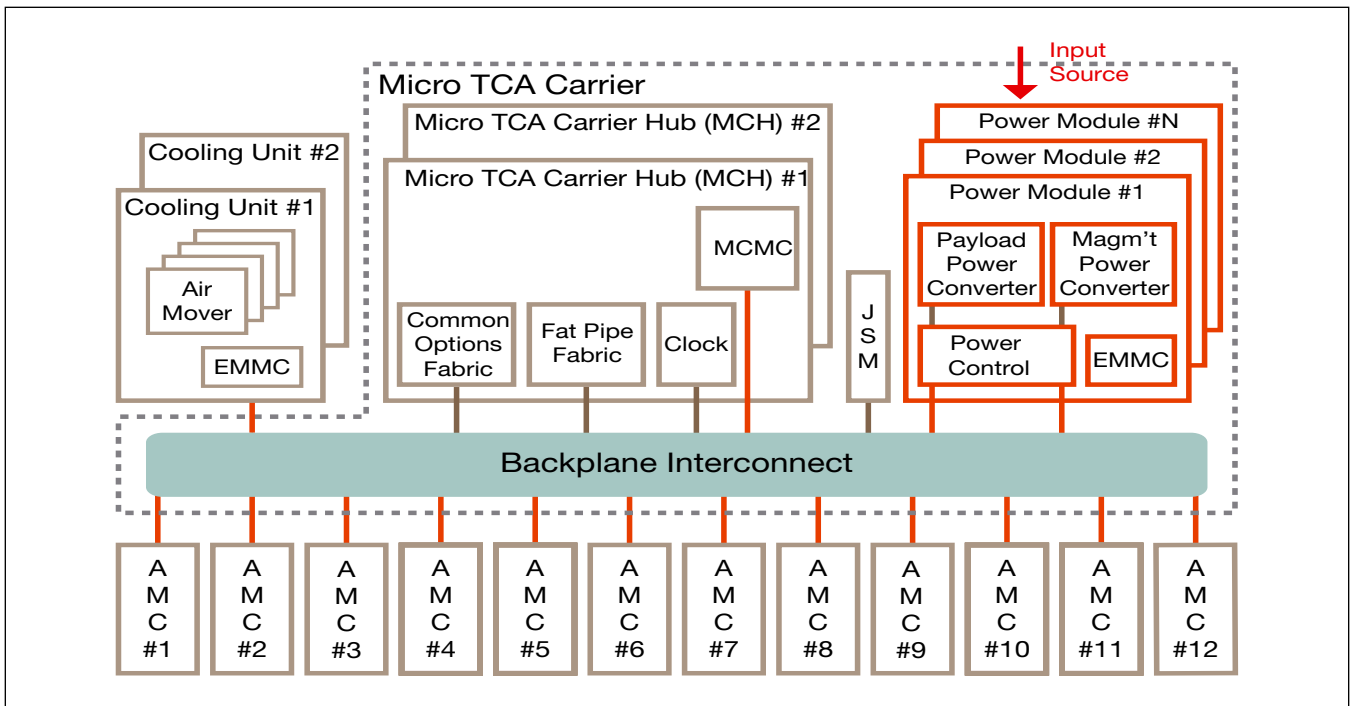 Input
Source
Micro TCA Carrier
Micro TCA Carrier Hub (MCH) #2
Power Module #N
Cooling Unit #2
Power Module #2
Micro TCA Carrier Hub (MCH) #1
Power Module #1
Cooling Unit #1
MCMC
Payload
Power
Converter
Magm't
Power
Converter
Air
Mover
Common
Options
Fabric
Fat Pipe
Fabric
Clock
J
S
M
Power
Control
EMMC
EMMC
Backplane Interconnect
A
M
C
#1
A
M
C
#2
A
M
C
#3
A
M
C
#4
A
M
C
#5
A
M
C
#6
A
M
C
#7
A
M
C
#8
A
M
C
#9
A
M
C
#10
A
M
C
#11
A
M
C
#12